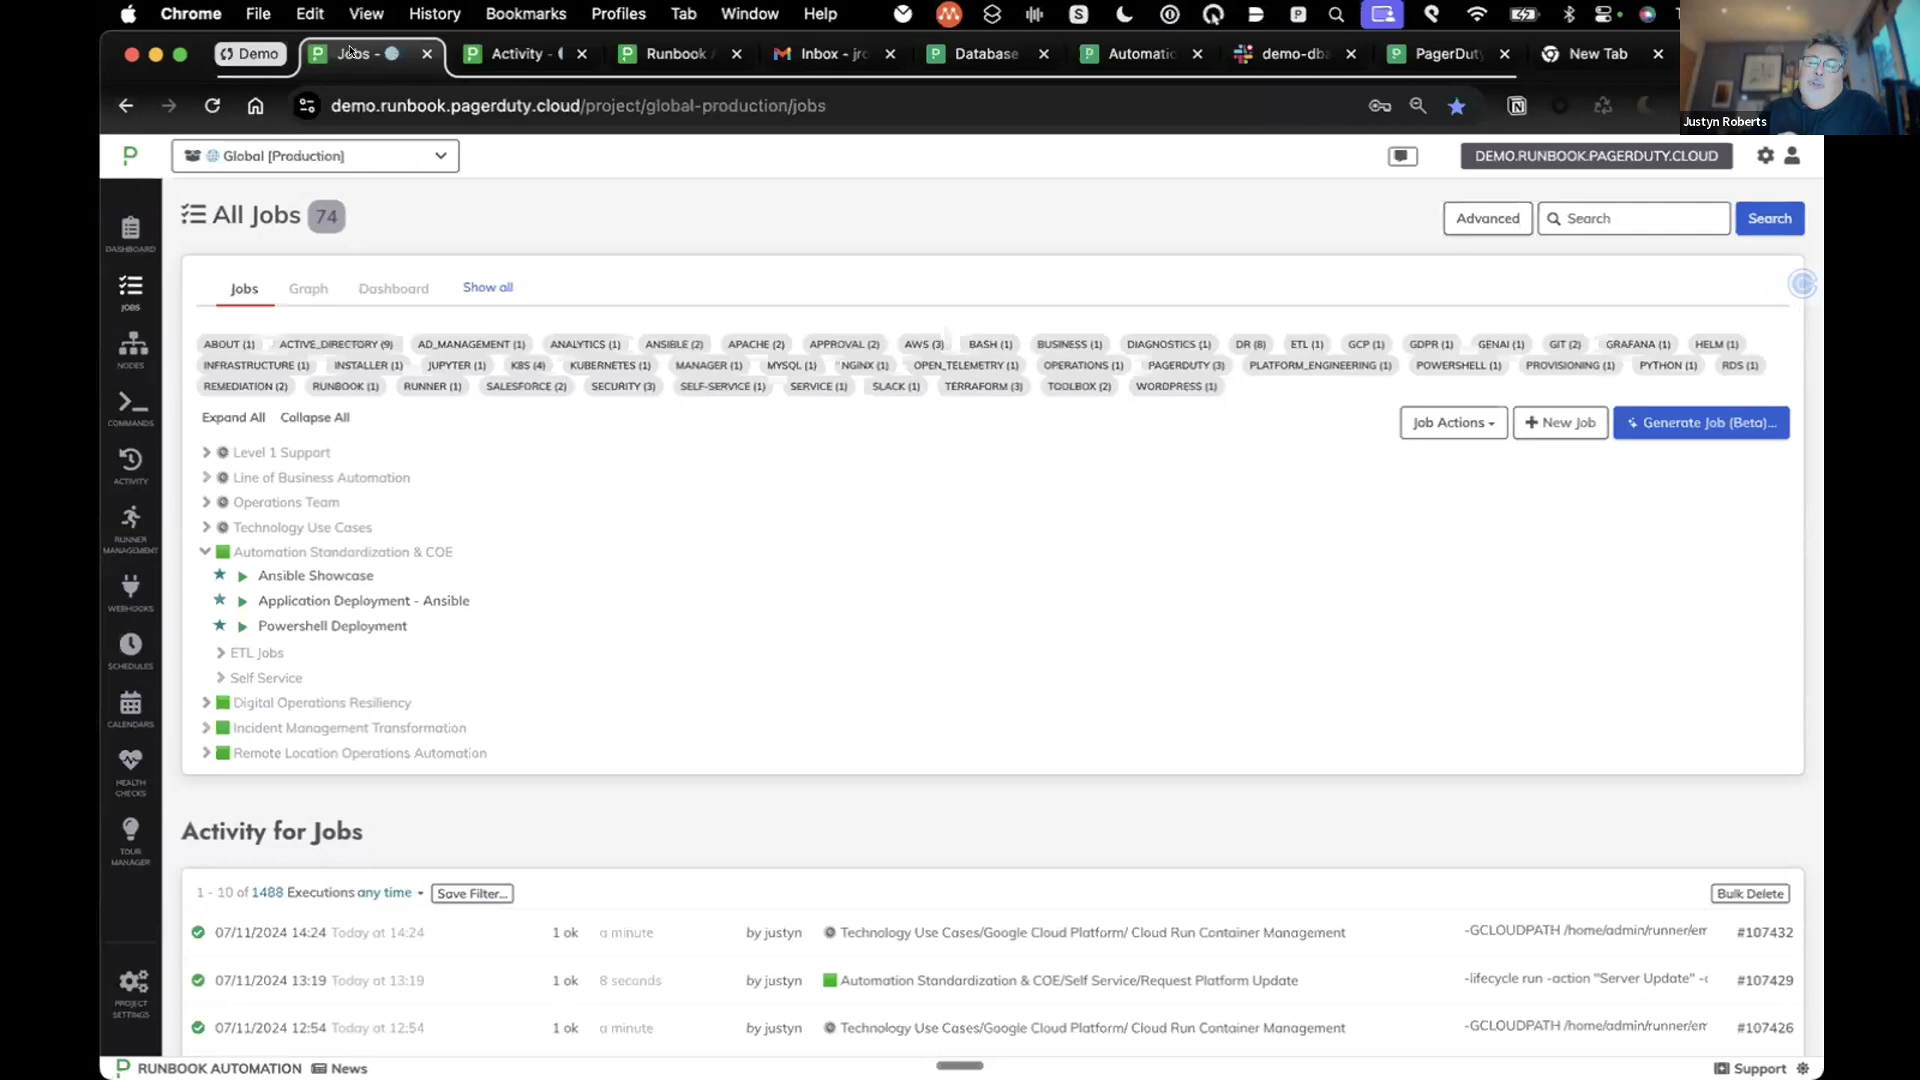 Chrome File Edit View History Bookmarks Profiles Tab Window Help
Demo Jobs - Activity - Runbook Inbox - jro Database Automatic demo-dba PagerDuty New Tab
demo.runbook.pagerduty.cloud/project/global-production/jobs
Justyn Roberts
Global [Production] DEMO.RUNBOOK.PAGERDUTY.CLOUD
All Jobs 74 Advanced Search Search
Jobs Graph Dashboard Show all
ABOUT (1) ACTIVE_DIRECTORY (9) AD_MANAGEMENT (1) ANALYTICS (1) ANSIBLE (2) APACHE (2) APPROVAL (2) AWS (3) BASH (1) BUSINESS (1) DIAGNOSTICS (1) DR (8) ETL (1) GCP (1) GDPR (1) GENAI (1) GIT (2) GRAFANA (1) HELM (1)
INFRASTRUCTURE (1) INSTALLER (1) JUPYTER (1) K8S (4) KUBERNETES (1) MANAGER (1) MYSQL (1) NGINX (1) OPEN_TELEMETRY (1) OPERATIONS (1) PAGERDUTY (3) PLATFORM_ENGINEERING (1) POWERSHELL (1) PROVISIONING (1) PYTHON (1) RDS (1)
REMEDIATION (2) RUNBOOK (1) RUNNER (1) SALESFORCE (2) SECURITY (3) SELF-SERVICE (1) SERVICE (1) SLACK (1) TERRAFORM (3) TOOLBOX (2) WORDPRESS (1)
Expand All Collapse All Job Actions + New Job Generate Job (Beta)...
Level 1 Support
Line of Business Automation
Operations Team
Technology Use Cases
Automation Standardization & COE
Ansible Showcase
Application Deployment - Ansible
Powershell Deployment
ETL Jobs
Self Service
Digital Operations Resiliency
Incident Management Transformation
Remote Location Operations Automation
Activity for Jobs
1 - 10 of 1488 Executions any time Save Filter... Bulk Delete
07/11/2024 14:24 Today at 14:24 1 ok a minute by justyn Technology Use Cases/Google Cloud Platform/ Cloud Run Container Management -GCLOUDPATH /home/admin/runner/em #107432
07/11/2024 13:19 Today at 13:19 1 ok 8 seconds by justyn Automation Standardization & COE/Self Service/Request Platform Update -lifecycle run -action "Server Update" #107429
07/11/2024 12:54 Today at 12:54 1 ok a minute by justyn Technology Use Cases/Google Cloud Platform/ Cloud Run Container Management -GCLOUDPATH /home/admin/runner/em #107426
DASHBOARD
JOBS
NODES
COMMANDS
ACTIVITY
RUNNER MANAGEMENT
WEBHOOKS
SCHEDULES
CALENDARS
HEALTH CHECKS
TOUR MANAGER
PROJECT SETTINGS
RUNBOOK AUTOMATION News Support